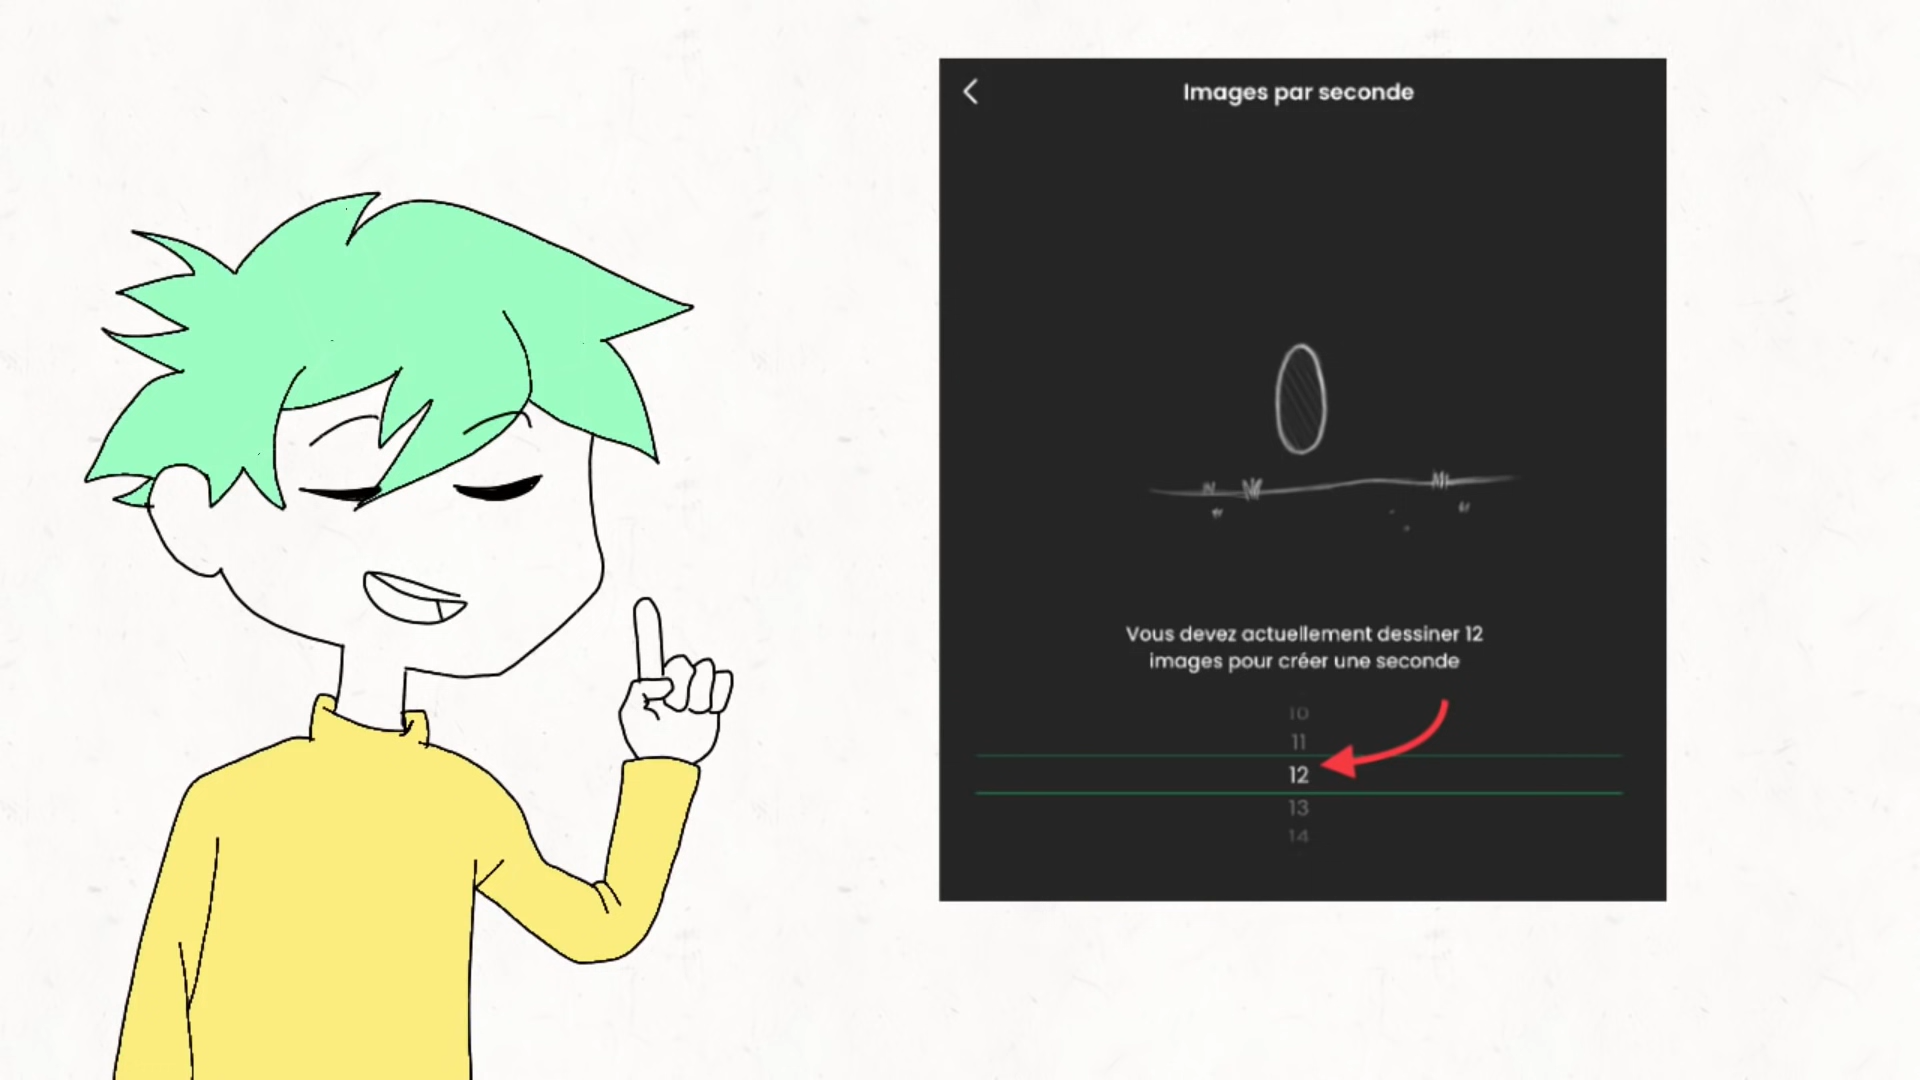 Images par seconde
Vous devez actuellement dessiner 12
images pour créer une seconde
10
11
12
13
14